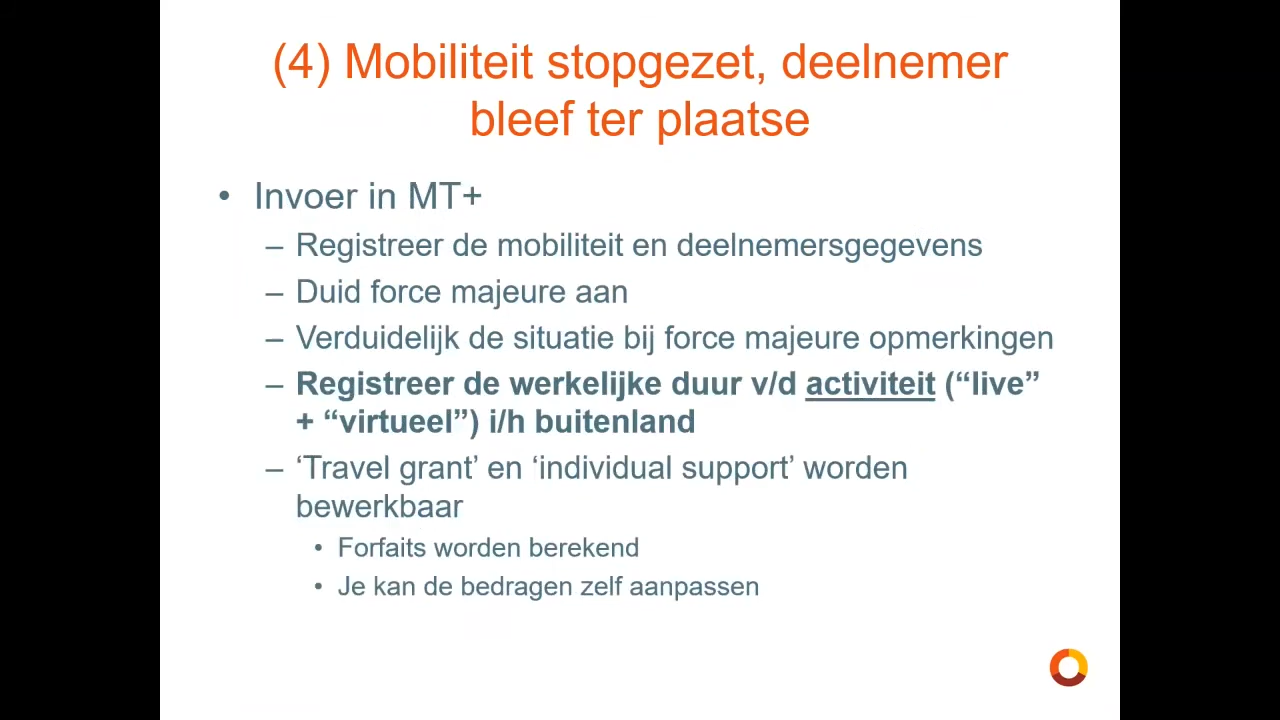 (4) Mobiliteit stopgezet, deelnemer
bleef ter plaatse
• Invoer in MT+
– Registreer de mobiliteit en deelnemersgegevens
– Duid force majeure aan
– Verduidelijk de situatie bij force majeure opmerkingen
– Registreer de werkelijke duur v/d activiteit (“live”
+ “virtueel”) i/h buitenland
– ‘Travel grant’ en ‘individual support’ worden
bewerkbaar
• Forfaits worden berekend
• Je kan de bedragen zelf aanpassen